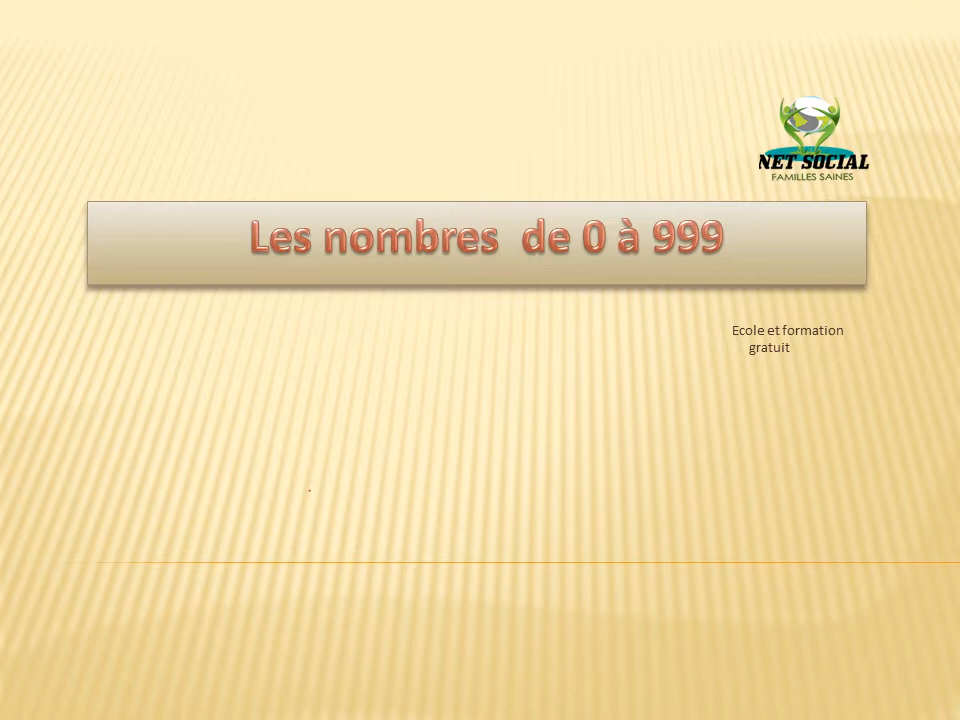 NET SOCIAL
FAMILLES SAINES
Les nombres de 0 à 999
Ecole et formation
gratuit
.